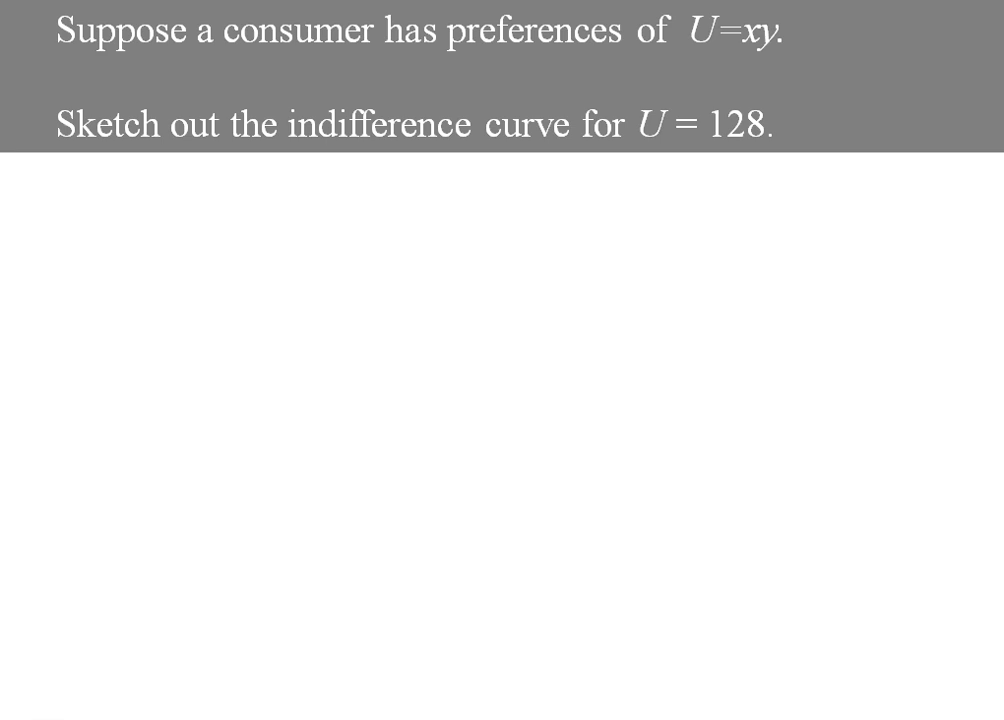 Suppose a consumer has preferences of U=xy.
Sketch out the indifference curve for U = 128.